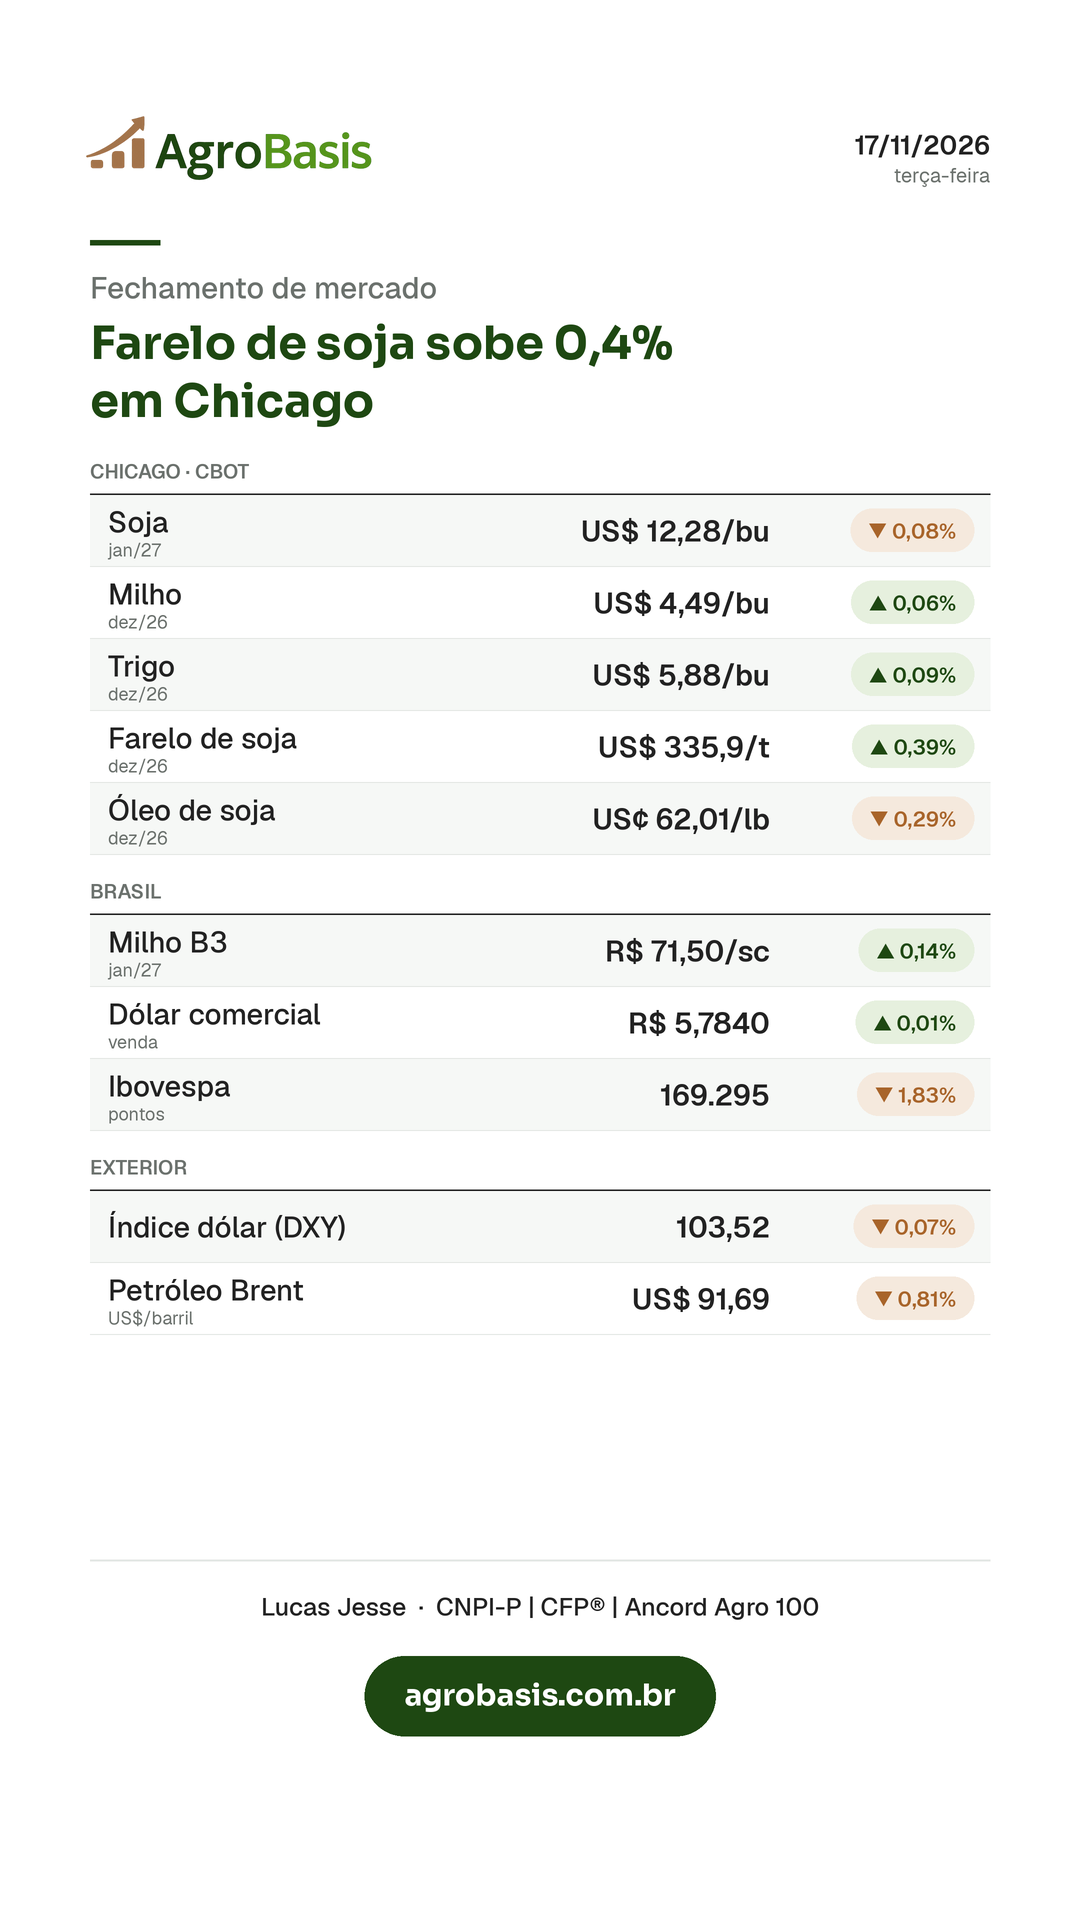 AgroBasis
17/11/2026
terça-feira
Fechamento de mercado
Farelo de soja sobe 0,4%
em Chicago
CHICAGO · CBOT
Soja
jan/27
US$ 12,28/bu
▼ 0,08%
Milho
dez/26
US$ 4,49/bu
▲ 0,06%
Trigo
dez/26
US$ 5,88/bu
▲ 0,09%
Farelo de soja
dez/26
US$ 335,9/t
▲ 0,39%
Óleo de soja
dez/26
US¢ 62,01/lb
▼ 0,29%
BRASIL
Milho B3
jan/27
R$ 71,50/sc
▲ 0,14%
Dólar comercial
venda
R$ 5,7840
▲ 0,01%
Ibovespa
pontos
169.295
▼ 1,83%
EXTERIOR
Índice dólar (DXY)
103,52
▼ 0,07%
Petróleo Brent
US$/barril
US$ 91,69
▼ 0,81%
Lucas Jesse · CNPI-P | CFP® | Ancord Agro 100
agrobasis.com.br